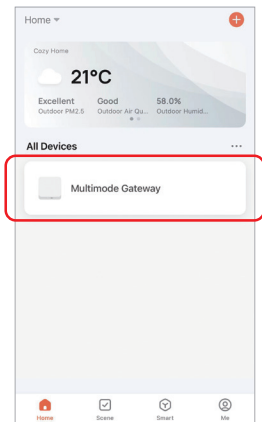 Home
Cozy Home
21°C
Excellent Good 58.0%
Outdoor PM2.5 Outdoor Air Qu... Outdoor Humid...
All Devices ...
Multimode Gateway
Home Scene Smart Me